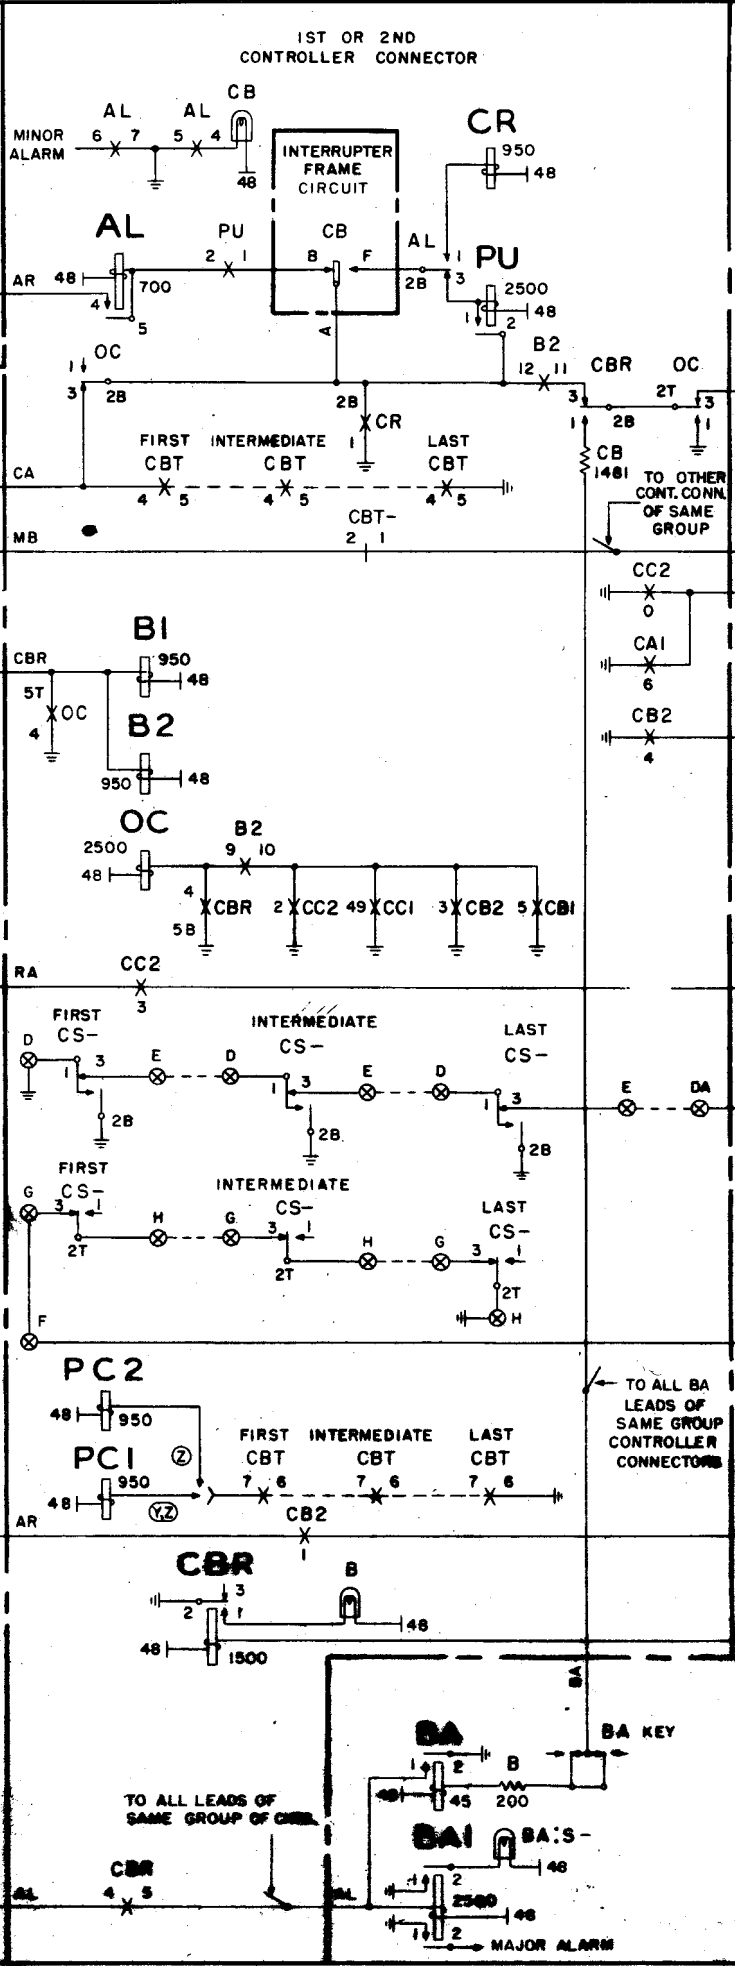 1ST OR 2ND
CONTROLLER CONNECTOR
CB
AL AL
MINOR
ALARM
6 7 5 4
48
INTERRUPTER
FRAME
CIRCUIT
CR
950
48
AL
PU
2 1
CB
B F
AL
2B
1
3
PU
2500
48
1 2
AR
48
4
700
5
A
OC
1
3
2B
B2
12 11
CBR
3
1
2B
OC
2T
3
1
2B
CR
1
CB
1481
FIRST INTERMEDIATE LAST
CBT CBT CBT
CA
4 5 4 5 4 5
TO OTHER
CONT. CONN.
OF SAME
GROUP
CBT-
2 1
MB
CC2
0
CA1
6
CB2
4
B1
950
48
CBR
5T
OC
4
B2
950
48
OC
2500
48
B2
9 10
4
CBR
5B
2 CC2
49 CC1
3 CB2
5 CB1
RA
CC2
3
FIRST
CS-
INTERMEDIATE
CS-
LAST
CS-
D
1 3
E D
1 3
E D
1 3
E DA
2B
2B
2B
FIRST
CS-
INTERMEDIATE
CS-
LAST
CS-
G
3 1
2T
H G
3 1
2T
H G
3 1
2T
H
F
PC2
48
950
Z
PC1
950
48
Y,Z
FIRST INTERMEDIATE LAST
CBT CBT CBT
7 6 7 6 7 6
TO ALL BA
LEADS OF
SAME GROUP
CONTROLLER
CONNECTORS
AR
CB2
1
CBR
3
2 1
B
48
48
1500
BA
BA KEY
BA
1 2
B
48
45
200
TO ALL LEADS OF
SAME GROUP OF
BA1
BA:S-
48
1 2
2500
48
1 2
MAJOR ALARM
CBR
AL
4 5
AL